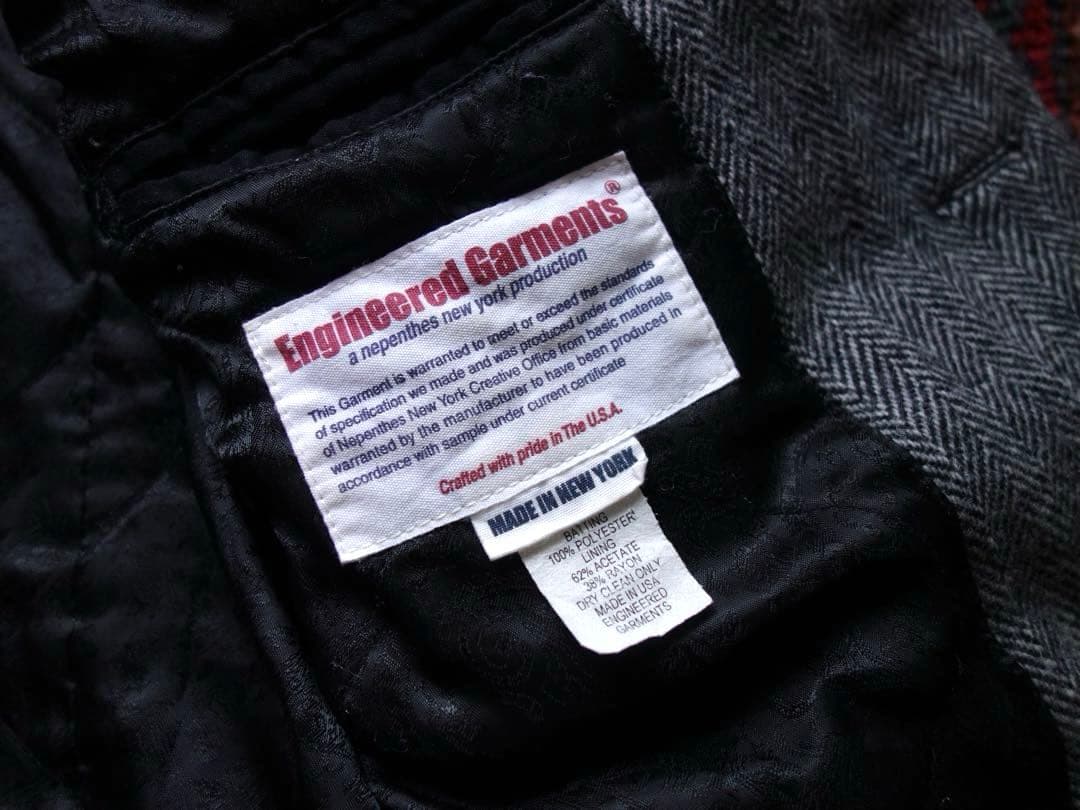 Engineered Garments®
a nepenthes new york production
This Garment is warranted to meet or exceed the standards
of specification we made and was produced under certificate
of Nepenthes New York Creative Office from basic materials
warranted by the manufacturer to have been produced in
accordance with sample under current certificate
Crafted with pride in The U.S.A.
MADE IN NEW YORK
BATTING
100% POLYESTER
LINING
62% ACETATE
38% RAYON
DRY CLEAN ONLY
MADE IN USA
ENGINEERED
GARMENTS